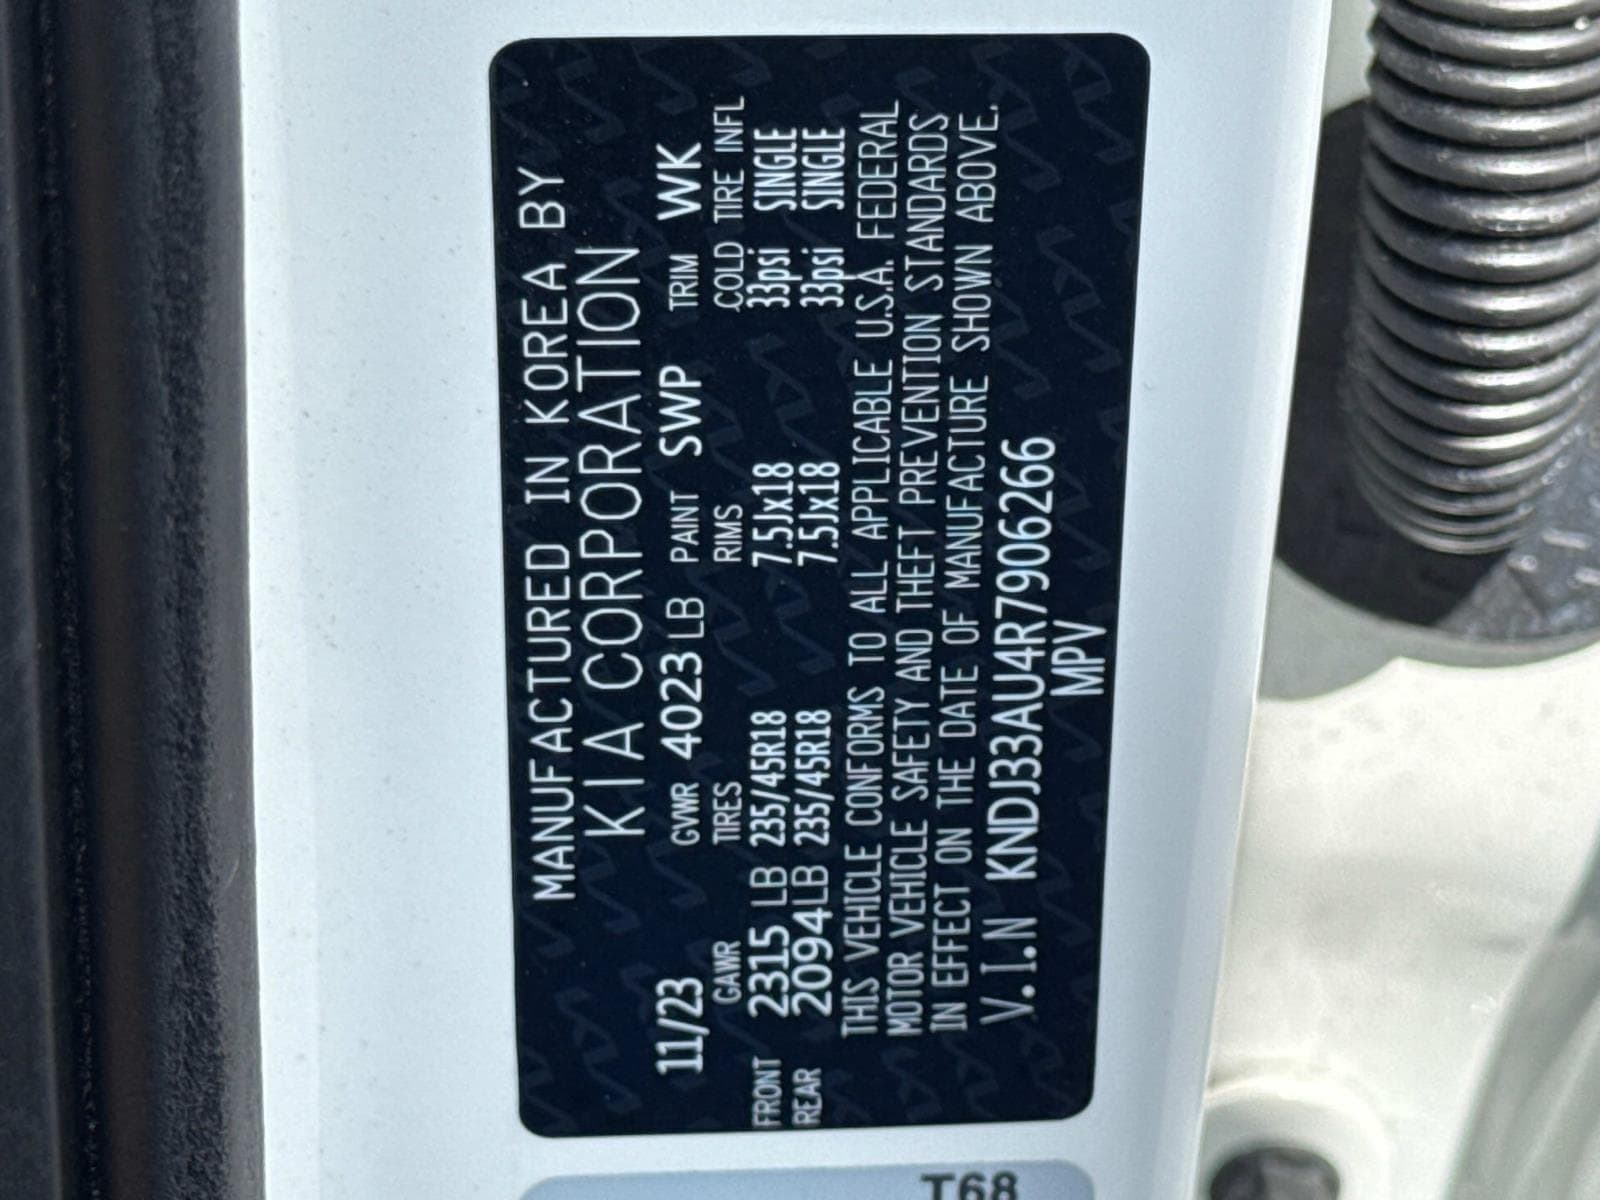 MANUFACTURED IN KOREA BY
KIA CORPORATION
11/23 GVWR 4023 LB PAINT SWP TRIM WK
GAWR TIRES RIMS COLD TIRE INFL
FRONT 2315 LB 235/45R18 7.5Jx18 33psi SINGLE
REAR 2094LB 235/45R18 7.5Jx18 33psi SINGLE
THIS VEHICLE CONFORMS TO ALL APPLICABLE U.S.A. FEDERAL
MOTOR VEHICLE SAFETY AND THEFT PREVENTION STANDARDS
IN EFFECT ON THE DATE OF MANUFACTURE SHOWN ABOVE.
V.I.N KNDJ33AU4R7906266
MPV
T68